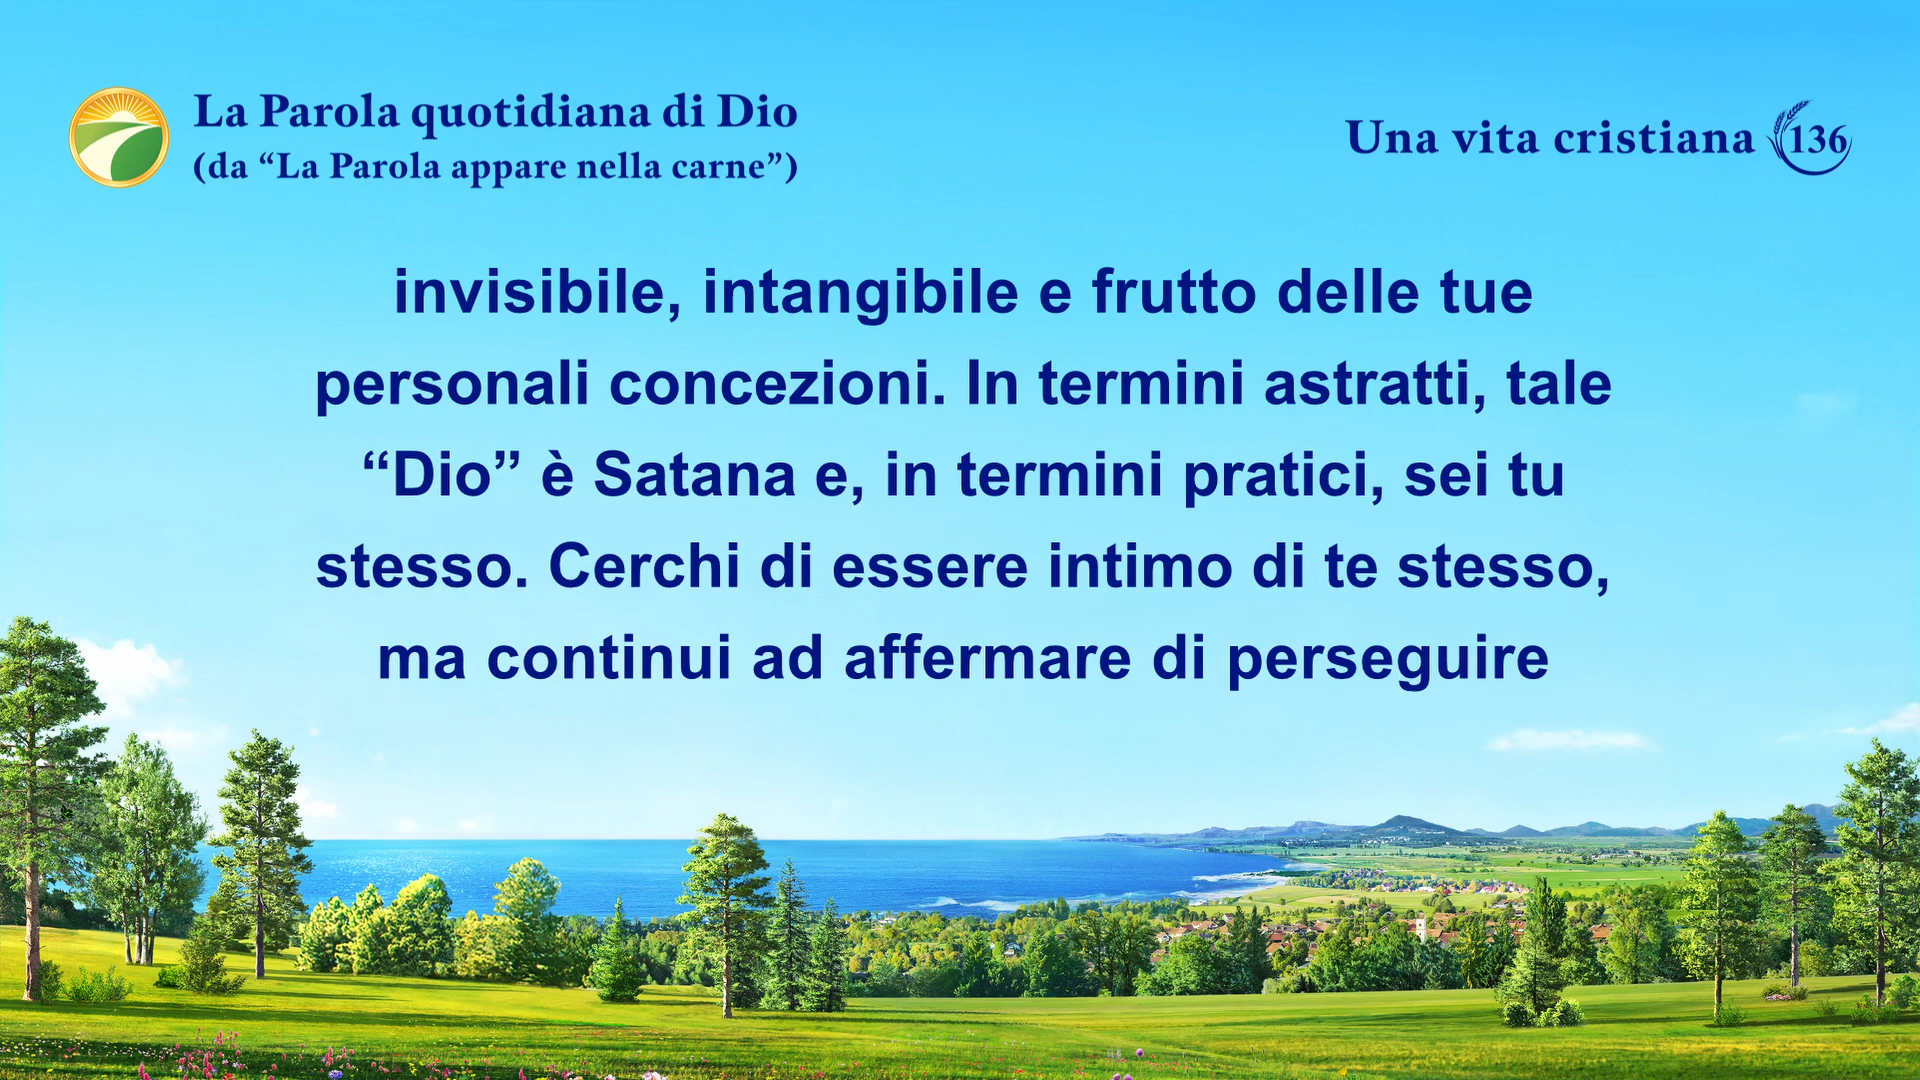 La Parola quotidiana di Dio
(da “La Parola appare nella carne”)
Una vita cristiana 136
invisibile, intangibile e frutto delle tue
personali concezioni. In termini astratti, tale
“Dio” è Satana e, in termini pratici, sei tu
stesso. Cerchi di essere intimo di te stesso,
ma continui ad affermare di perseguire